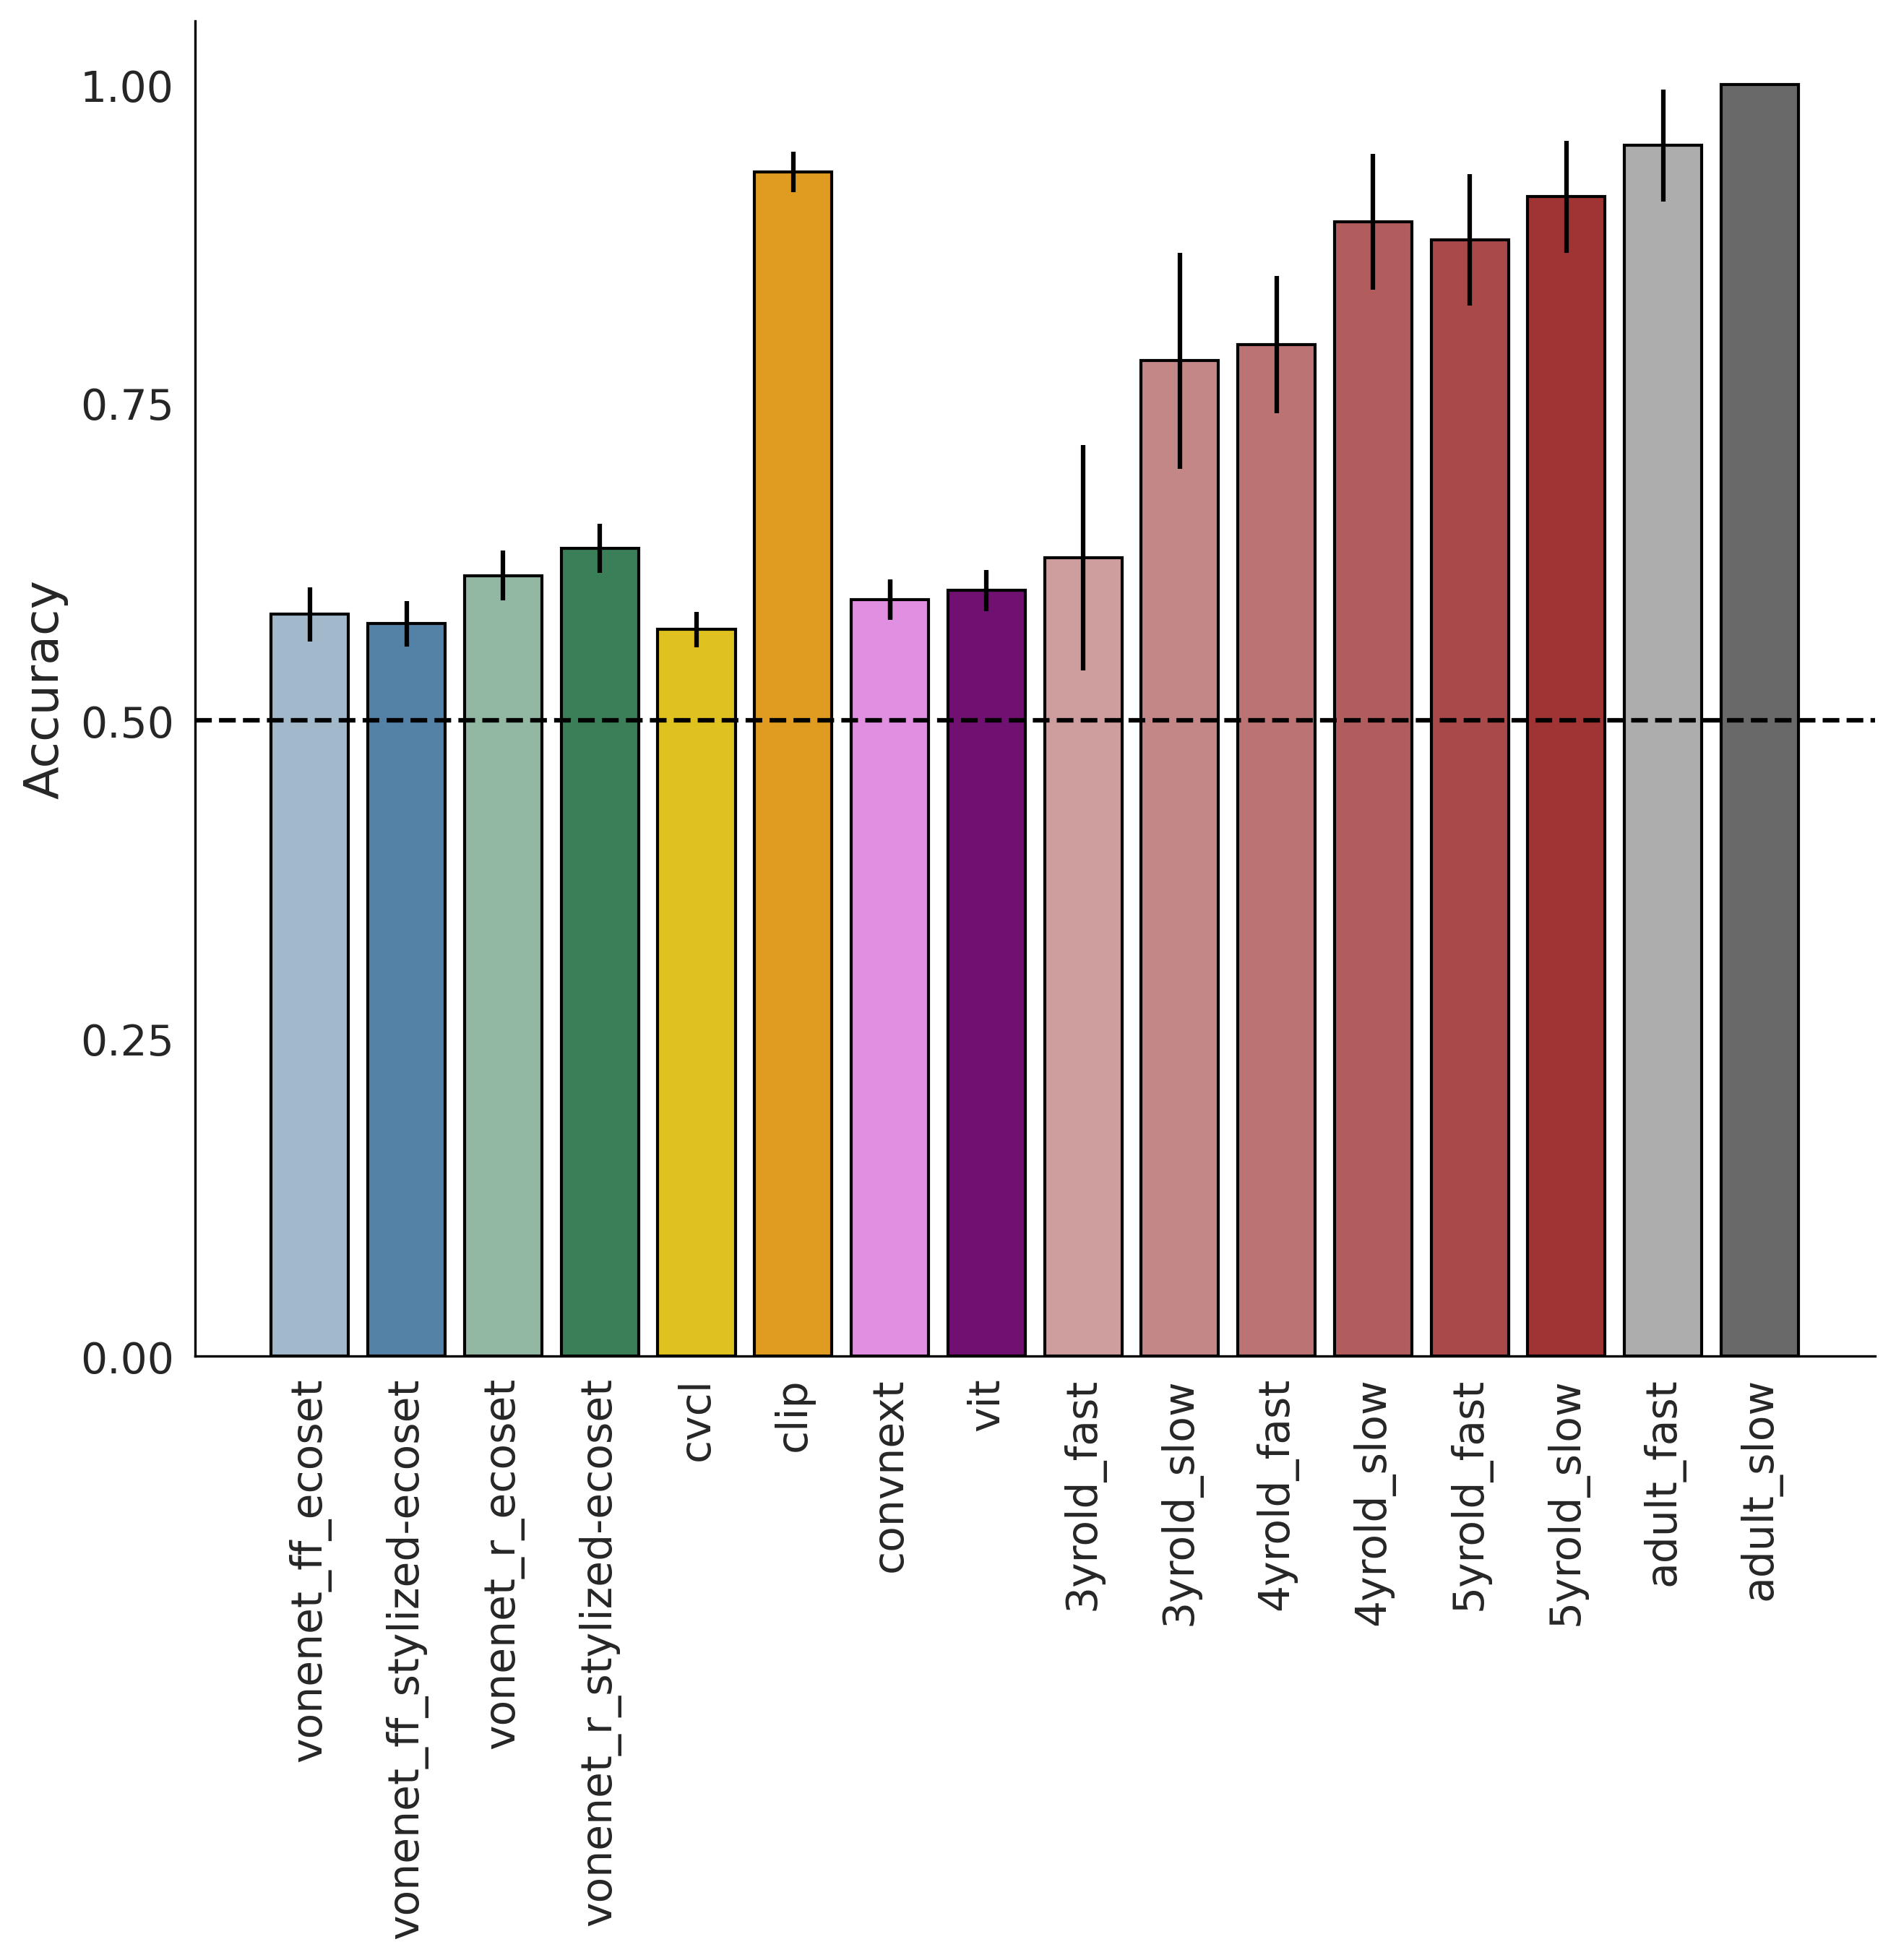 1.00
0.75
0.50
0.25
0.00
Accuracy
vonenet_ff_ecoset
vonenet_ff_stylized-ecoset
vonenet_r_ecoset
vonenet_r_stylized-ecoset
cvcl
clip
convnext
vit
3yrold_fast
3yrold_slow
4yrold_fast
4yrold_slow
5yrold_fast
5yrold_slow
adult_fast
adult_slow